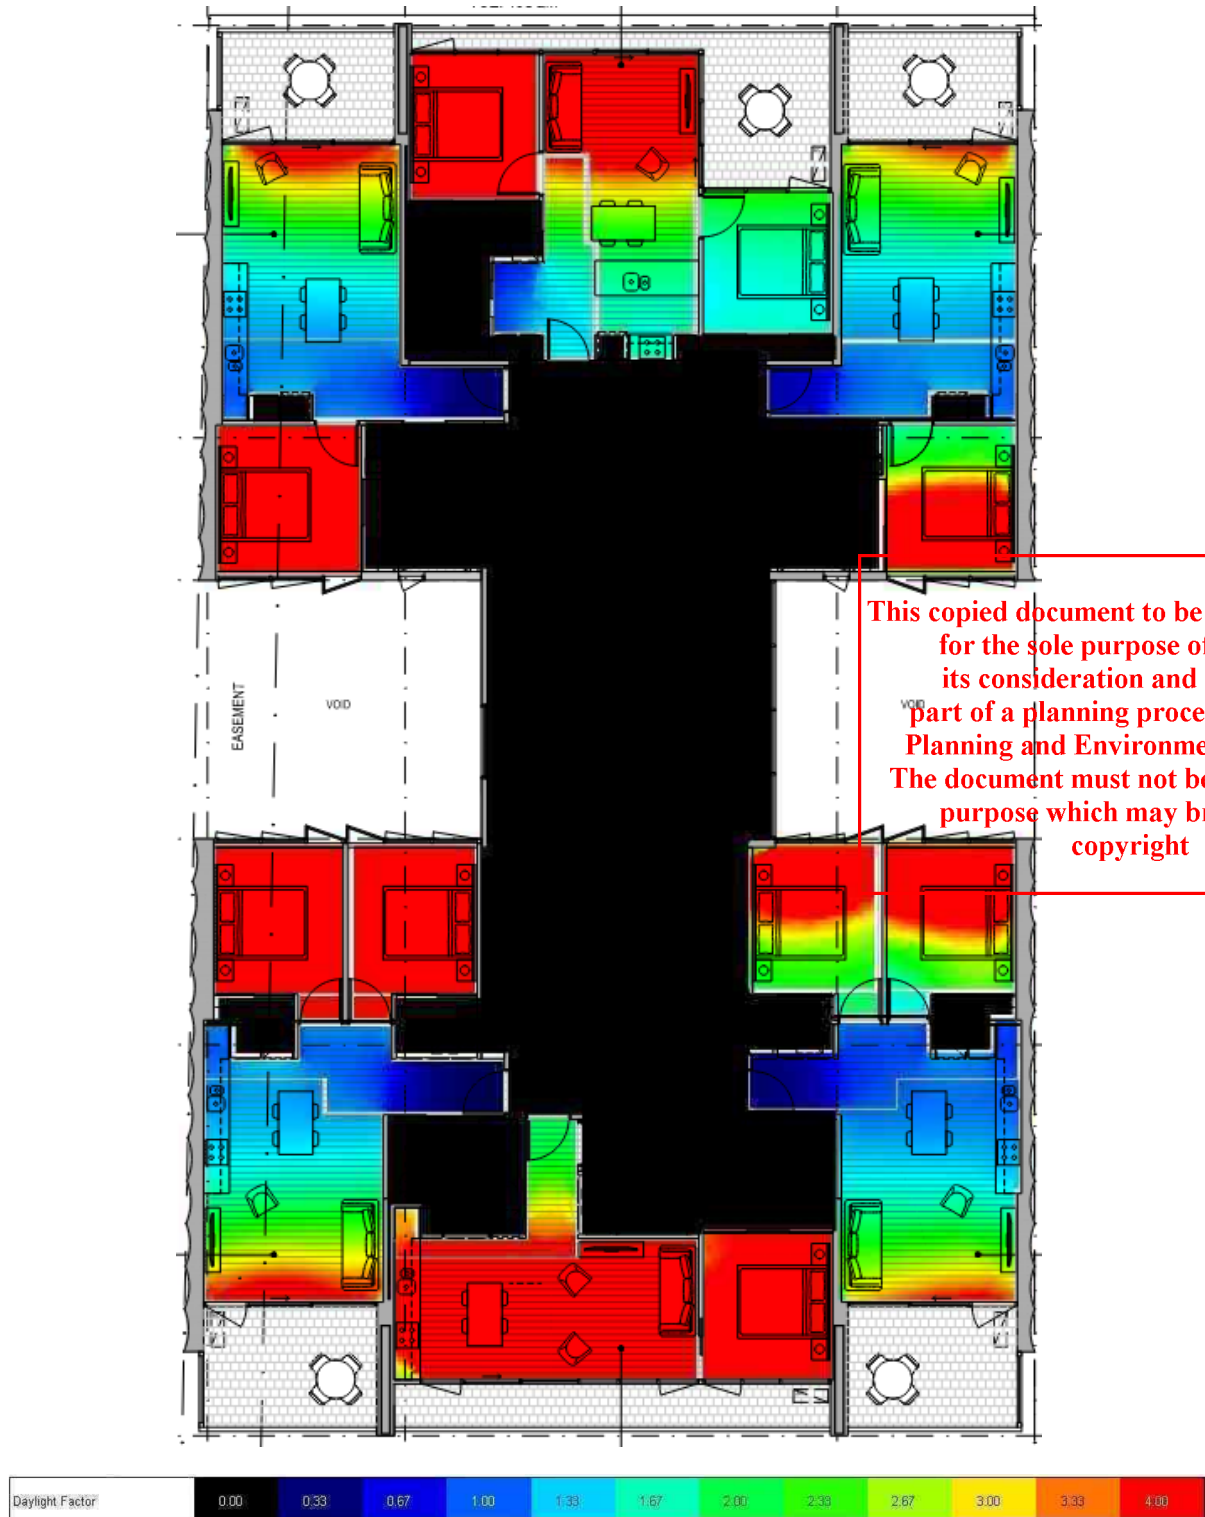 This copied document to be
for the sole purpose of
its consideration and
part of a planning proce
Planning and Environme
The document must not be
purpose which may br
copyright
EASEMENT
VOID
VOID
Daylight Factor 0.00 0.33 0.67 1.00 1.33 1.67 2.00 2.33 2.67 3.00 3.33 4.00